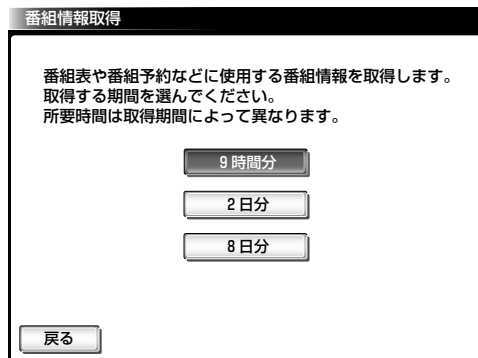 番組情報取得
番組表や番組予約などに使用する番組情報を取得します。
取得する期間を選んでください。
所要時間は取得期間によって異なります。
9時間分
2日分
8日分
戻る